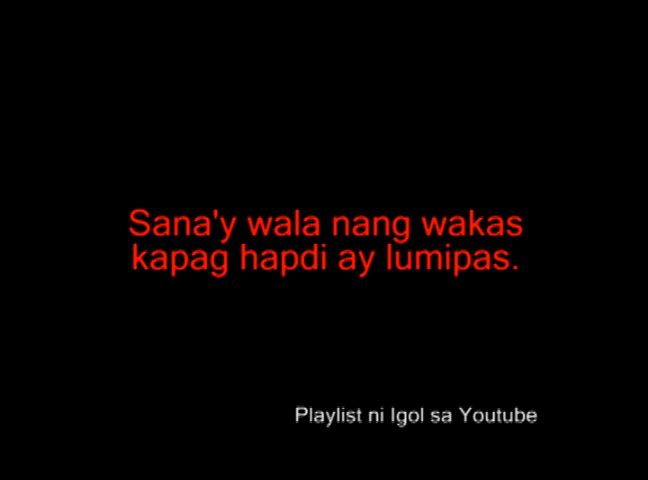 Sana'y wala nang wakas
kapag hapdi ay lumipas.
Playlist ni Igol sa Youtube